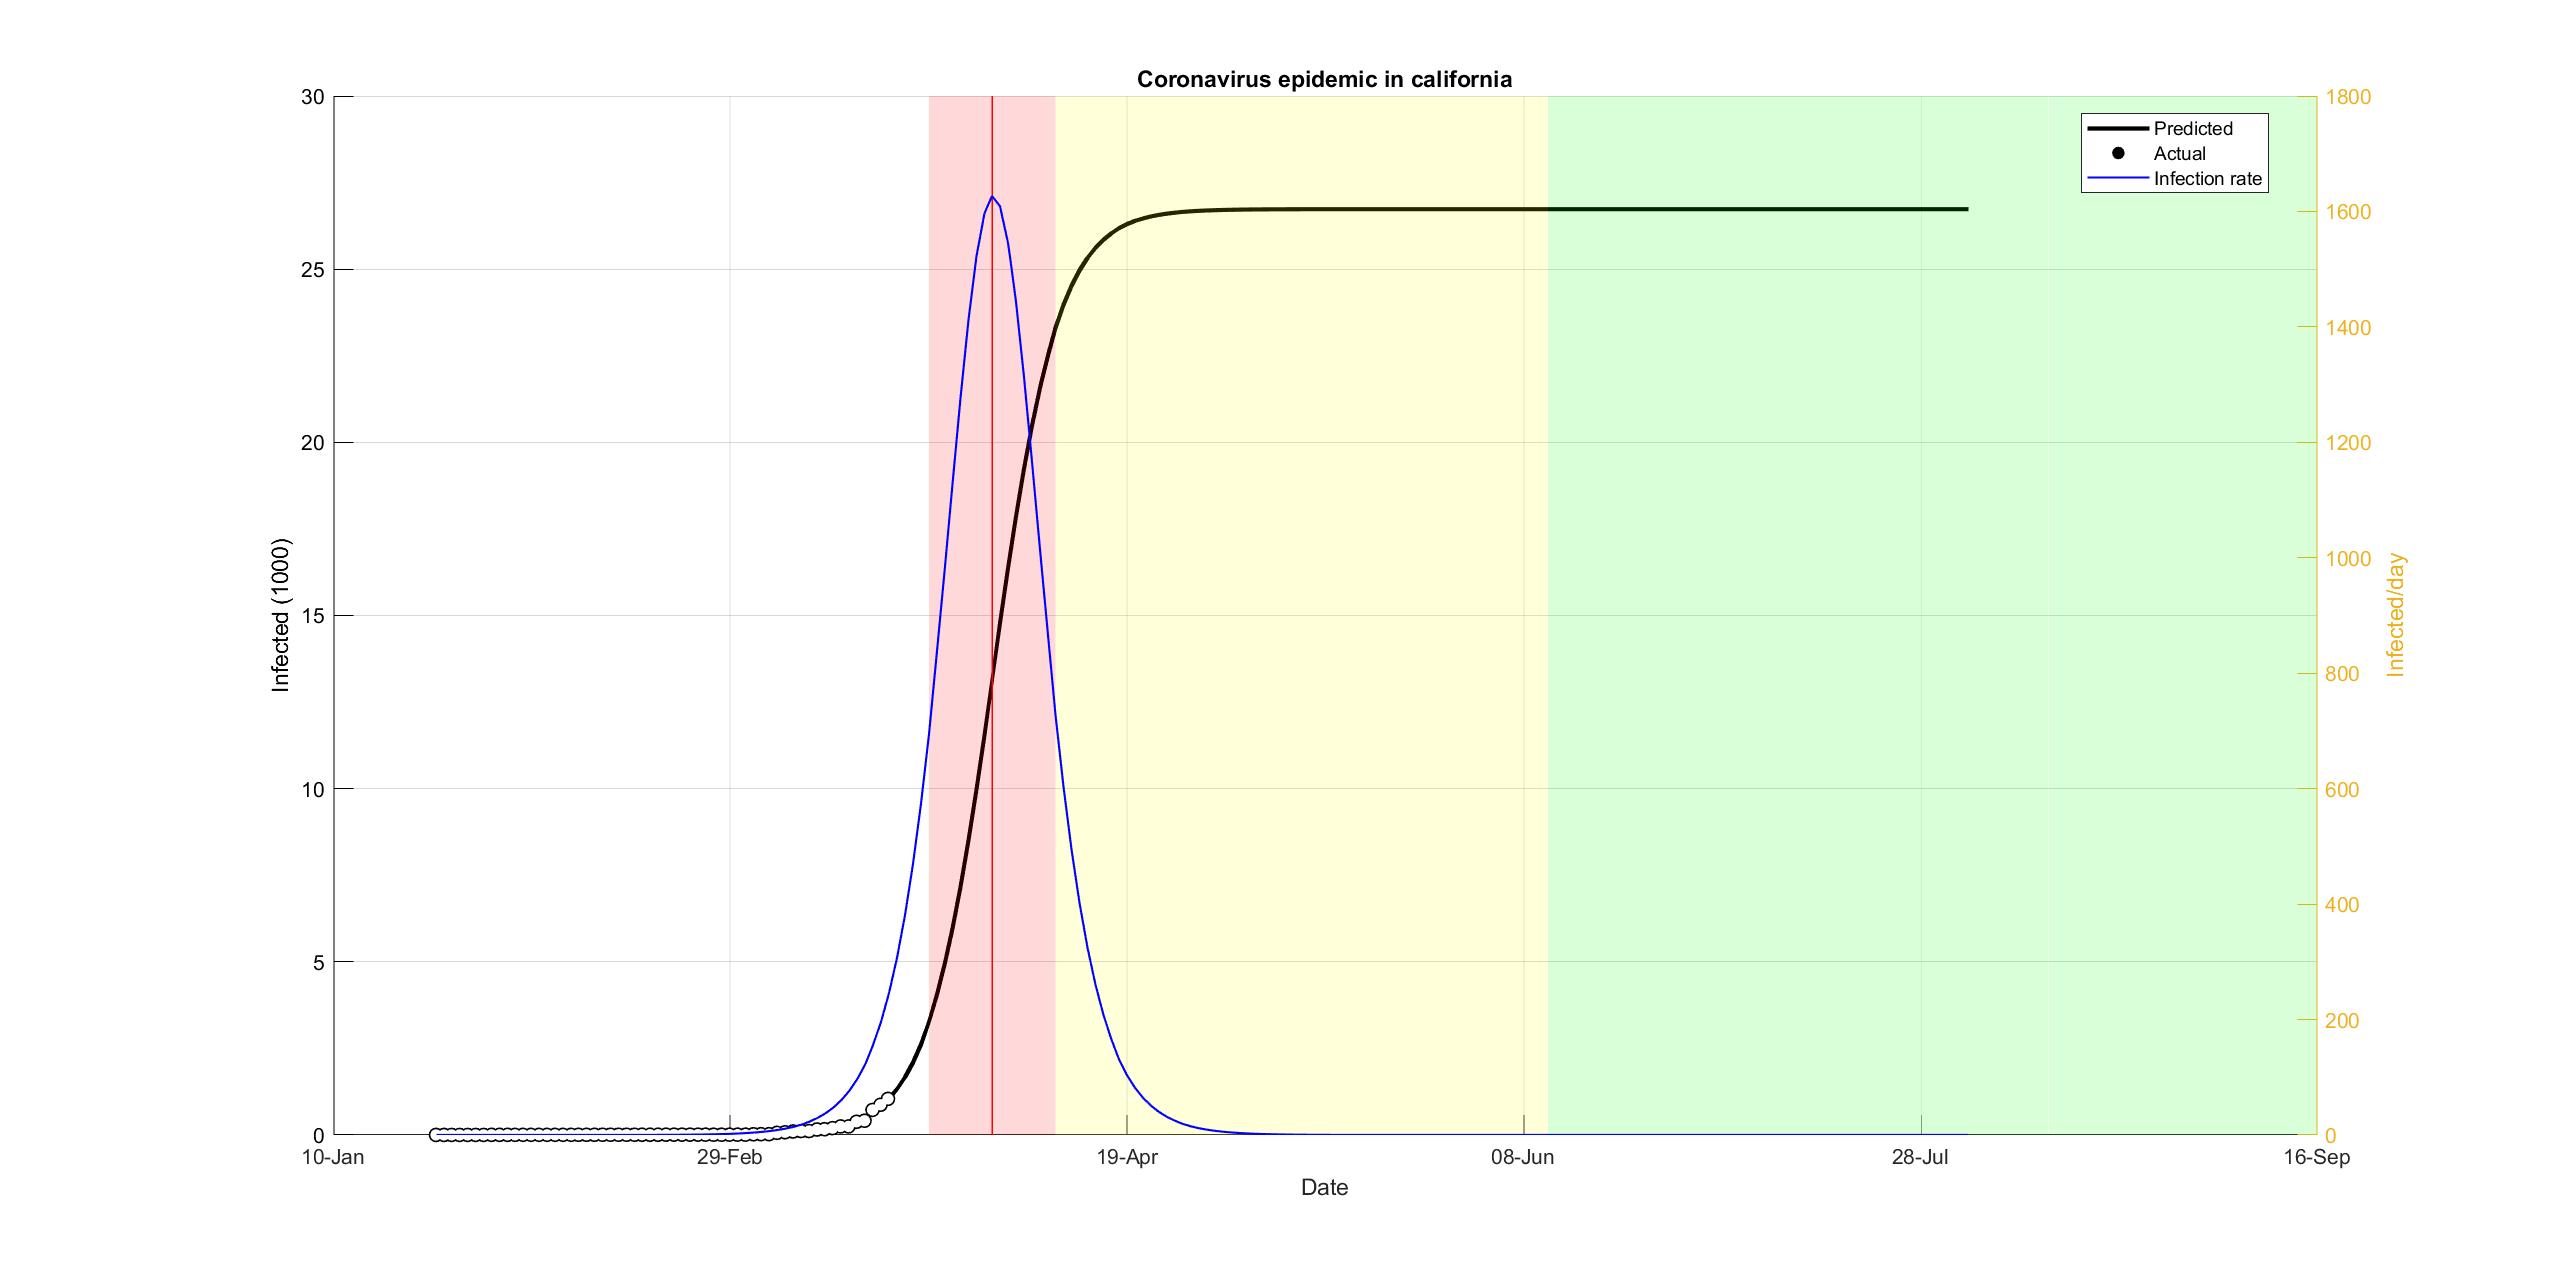 Coronavirus epidemic in california
30
25
20
15
10
5
0
Infected (1000)
1800
1600
1400
1200
1000
800
600
400
200
0
Infected/day
Predicted
Actual
Infection rate
10-Jan
29-Feb
19-Apr
08-Jun
28-Jul
16-Sep
Date